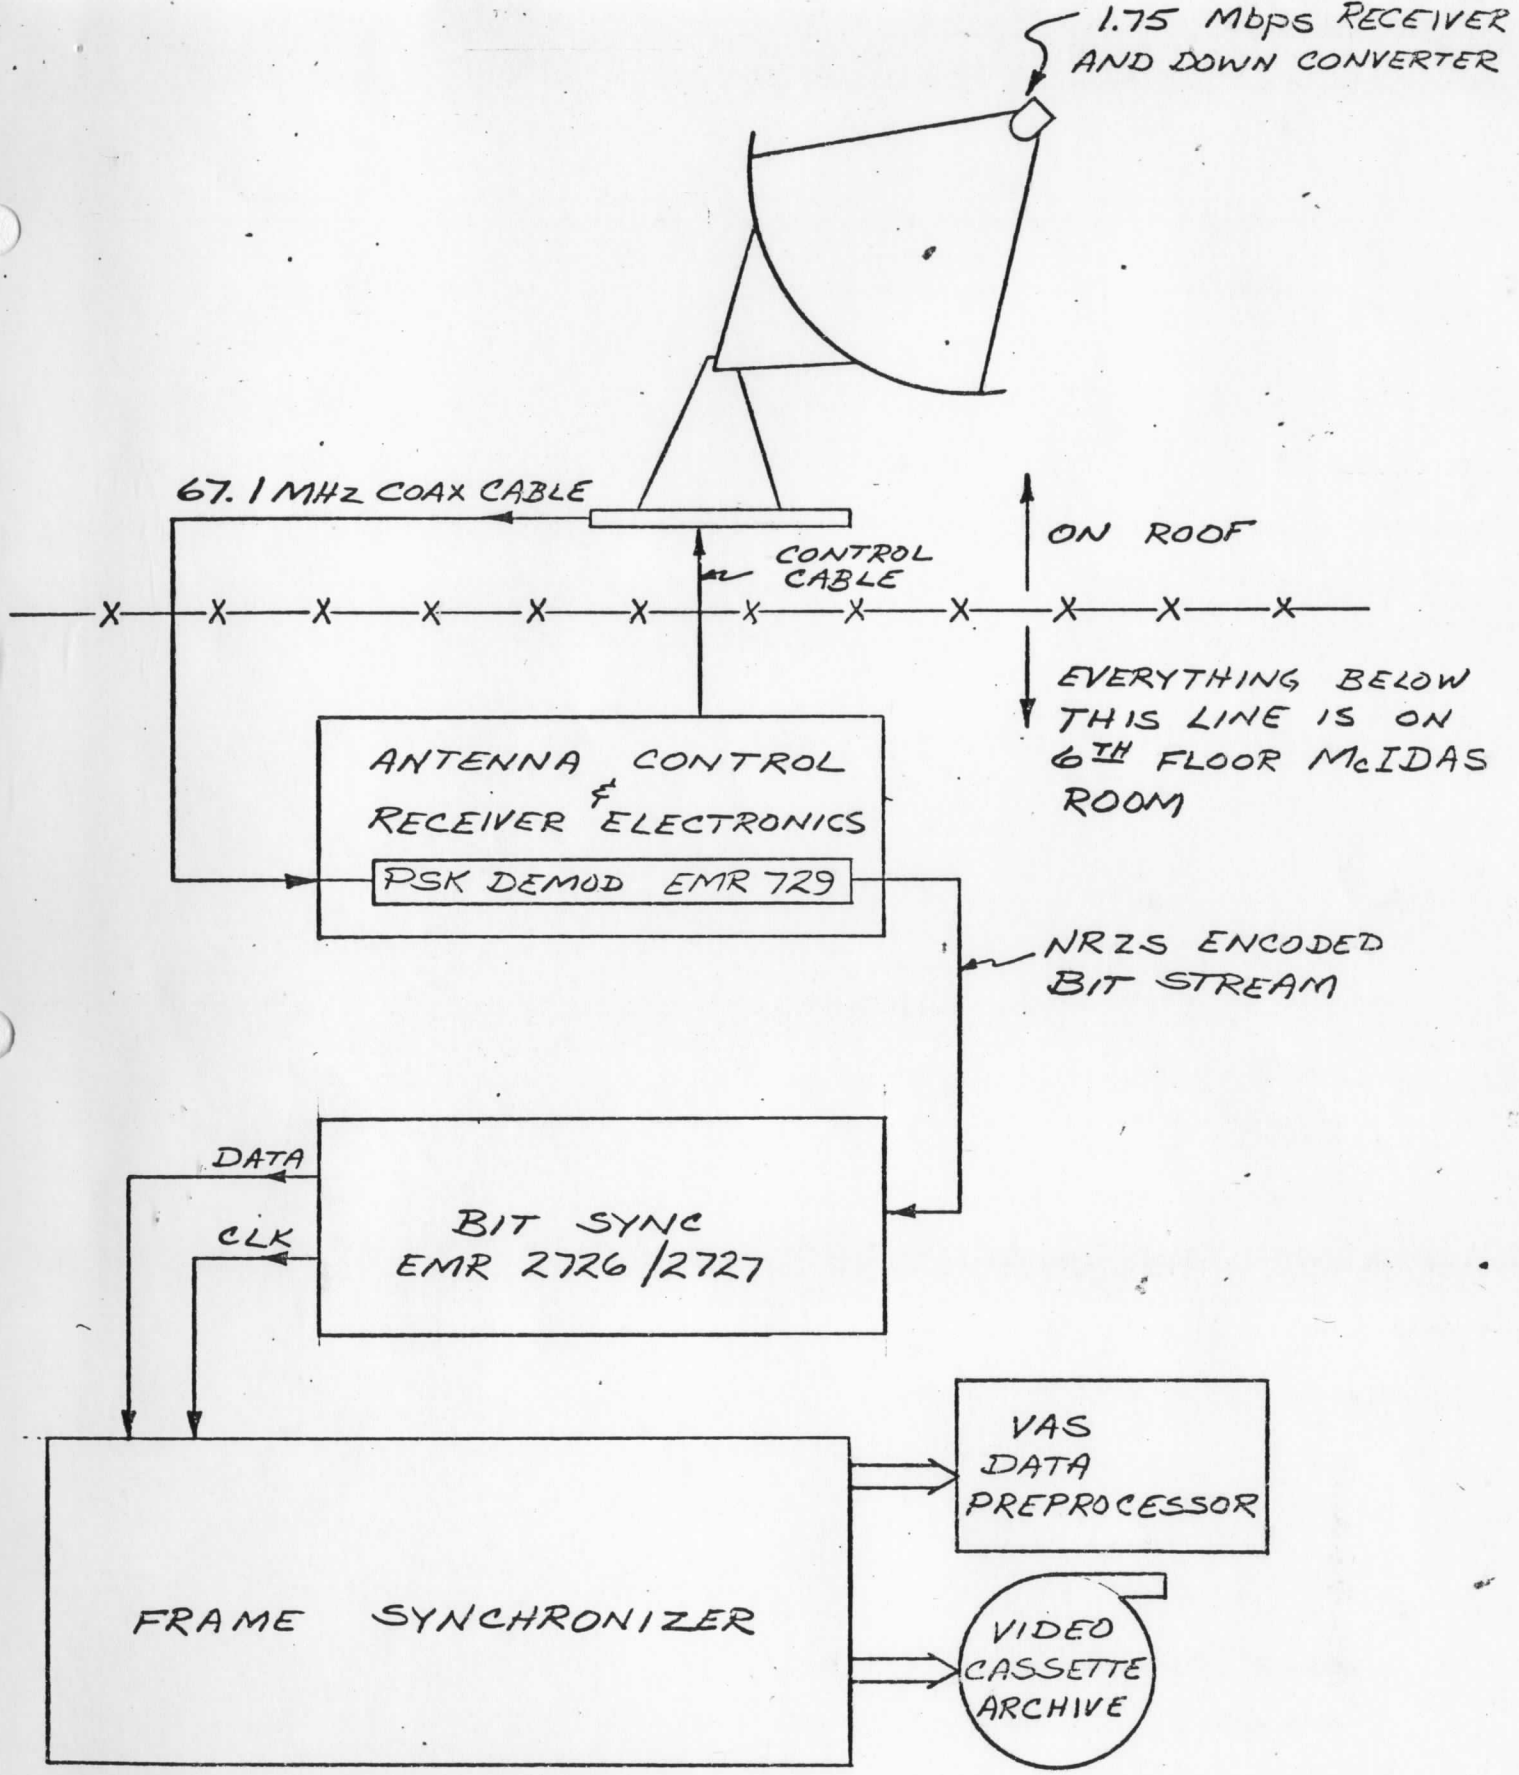 1.75 Mbps RECEIVER
AND DOWN CONVERTER
67.1 MHz COAX CABLE
CONTROL
CABLE
ON ROOF
X X X X X X X X X X X X
EVERYTHING BELOW
THIS LINE IS ON
6TH FLOOR McIDAS
ROOM
ANTENNA CONTROL
&
RECEIVER ELECTRONICS
PSK DEMOD EMR 729
NRZS ENCODED
BIT STREAM
DATA
CLK
BIT SYNC
EMR 2726/2727
VAS
DATA
PREPROCESSOR
FRAME SYNCHRONIZER
VIDEO
CASSETTE
ARCHIVE